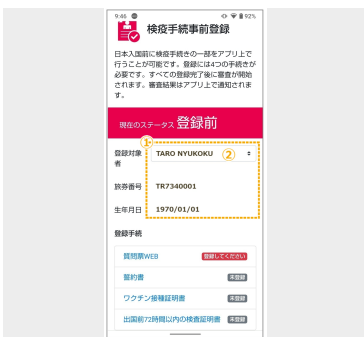 9:46
92%
検疫手続事前登録
日本入国前に検疫手続きの一部をアプリ上で
行うことが可能です。登録には4つの手続きが
必要です。すべての登録完了後に審査が開始
されます。審査結果はアプリ上で通知されま
す。
現在のステータス 登録前
①
登録対象者 TARO NYUKOKU ②
旅券番号 TR7340001
生年月日 1970/01/01
登録手続
質問票WEB 登録してください
誓約書 未登録
ワクチン接種証明書 未登録
出国前72時間以内の検査証明書 未登録